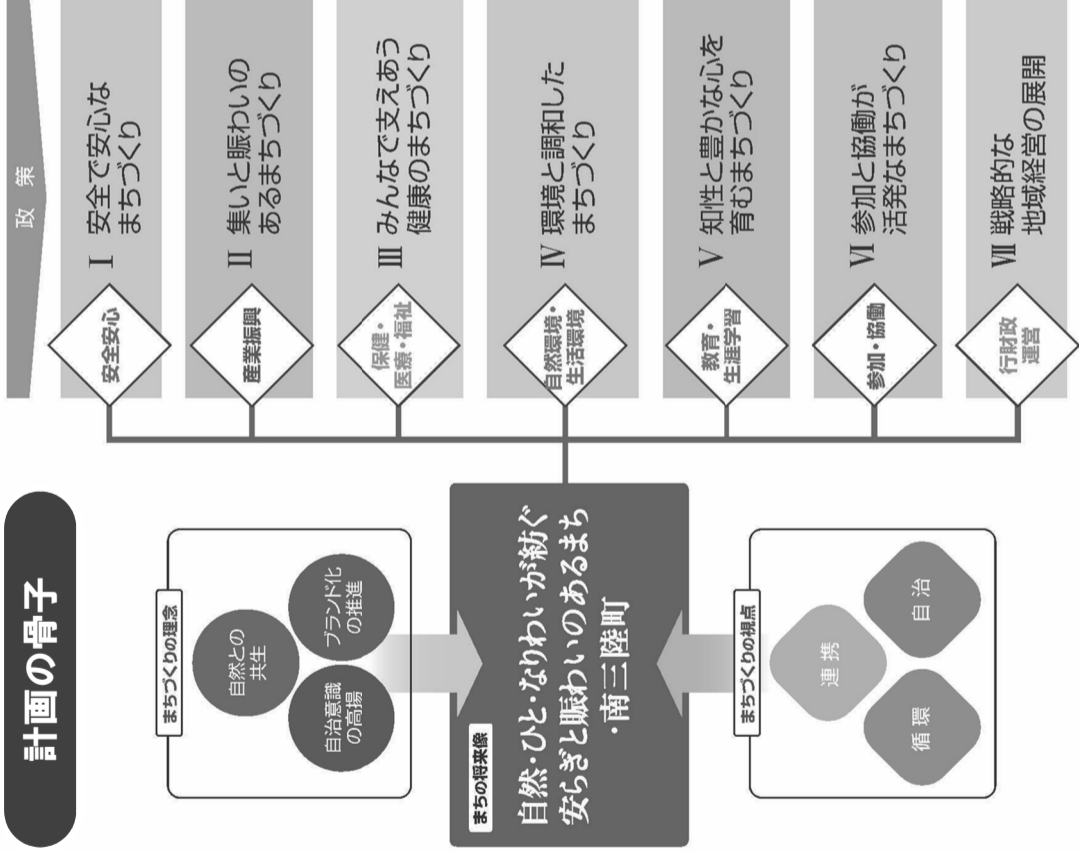 計画の骨子
まちづくりの理念
自然との
共生
自治意識
の高揚
ブランド化
の推進
まちの将来像
自然・ひと・なりわいが紡ぐ
安らぎと賑わいのあるまち
・南三陸町
まちづくりの視点
連携
循環
自治
政策
安全安心
Ⅰ 安全で安心な
まちづくり
産業振興
Ⅱ 集いと賑わいの
あるまちづくり
保健・
医療・福祉
Ⅲ みんなで支えあう
健康のまちづくり
自然環境・
生活環境
Ⅳ 環境と調和した
まちづくり
教育・
生涯学習
Ⅴ 知性と豊かな心を
育むまちづくり
参加・協働
Ⅵ 参加と協働が
活発なまちづくり
行財政
運営
Ⅶ 戦略的な
地域経営の展開